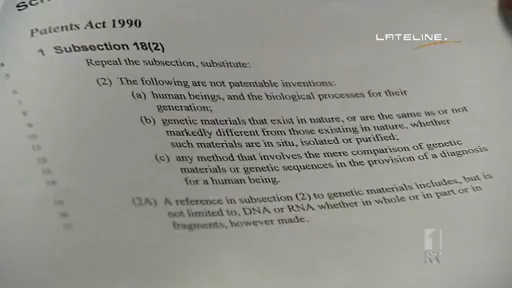 Sch
LATELINE
Patents Act 1990
1 Subsection 18(2)
Repeal the subsection, substitute:
(2) The following are not patentable inventions:
(a) human beings, and the biological processes for their
generation;
(b) genetic materials that exist in nature, or are the same as or not
markedly different from those existing in nature, whether
such materials are in situ, isolated or purified;
(c) any method that involves the mere comparison of genetic
materials or genetic sequences in the provision of a diagnosis
for a human being.
(2A) A reference in subsection (2) to genetic materials includes, but is
not limited to, DNA or RNA whether in whole or in part or in
fragments, however made.
1